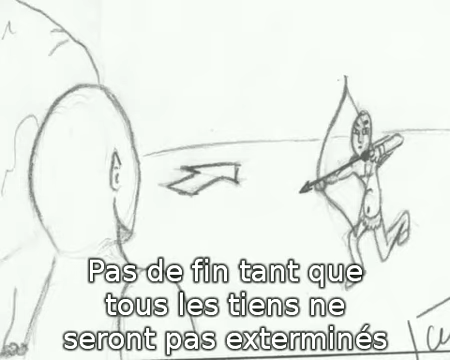 Pas de fin tant que
tous les tiens ne
seront pas exterminés